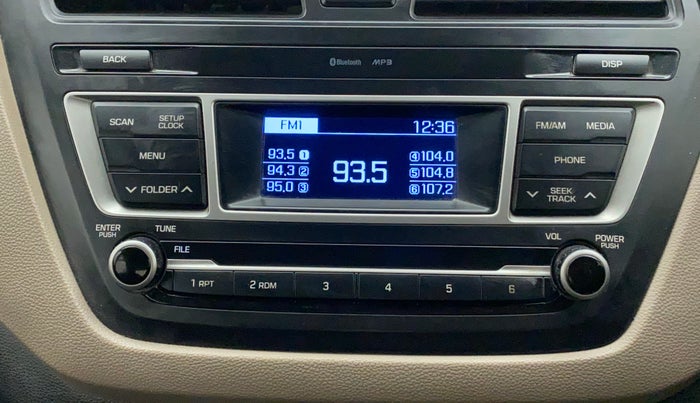 BACK
Bluetooth MP3
DISP
SCAN
SETUP
CLOCK
MENU
FOLDER
FM1 12:36
93.5 1
94.3 2
95.0 3
93.5
4 104.0
5 104.8
6 107.2
FM/AM MEDIA
PHONE
SEEK
TRACK
ENTER
PUSH
TUNE
FILE
VOL
POWER
PUSH
1 RPT 2 RDM 3 4 5 6